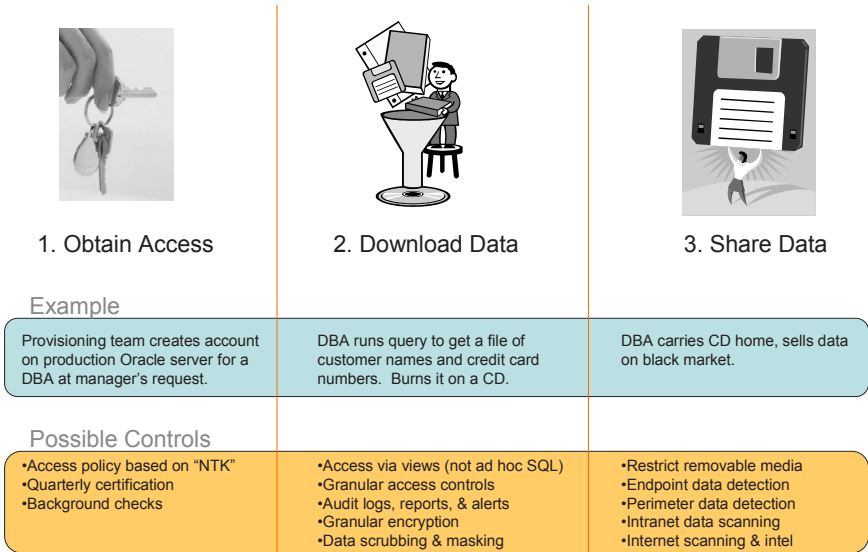 1. Obtain Access
2. Download Data
3. Share Data
Example
Provisioning team creates account
on production Oracle server for a
DBA at manager's request.
DBA runs query to get a file of
customer names and credit card
numbers.  Burns it on a CD.
DBA carries CD home, sells data
on black market.
Possible Controls
•Access policy based on “NTK”
•Quarterly certification
•Background checks
•Access via views (not ad hoc SQL)
•Granular access controls
•Audit logs, reports, & alerts
•Granular encryption
•Data scrubbing & masking
•Restrict removable media
•Endpoint data detection
•Perimeter data detection
•Intranet data scanning
•Internet scanning & intel